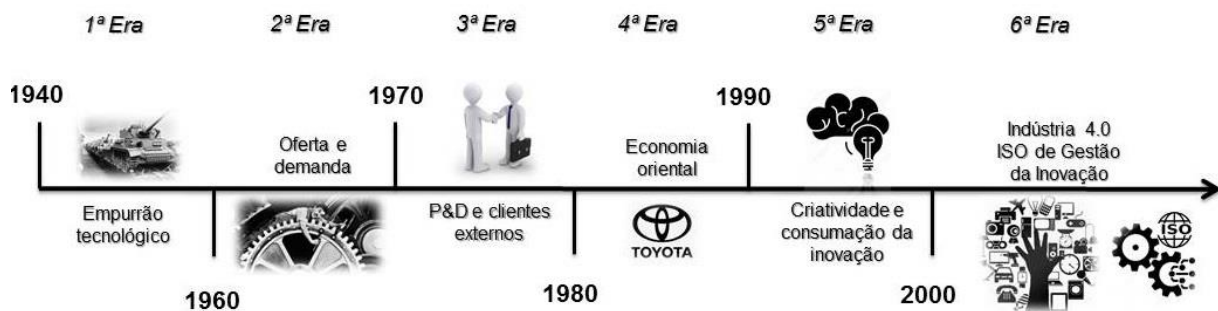 1ª Era
2ª Era
3ª Era
4ª Era
5ª Era
6ª Era
1940
1970
1990
Oferta e
demanda
Economia
oriental
Indústria 4.0
ISO de Gestão
da Inovação
Empurrão
tecnológico
P&D e clientes
externos
TOYOTA
Criatividade e
consumação da
inovação
ISO
1960
1980
2000